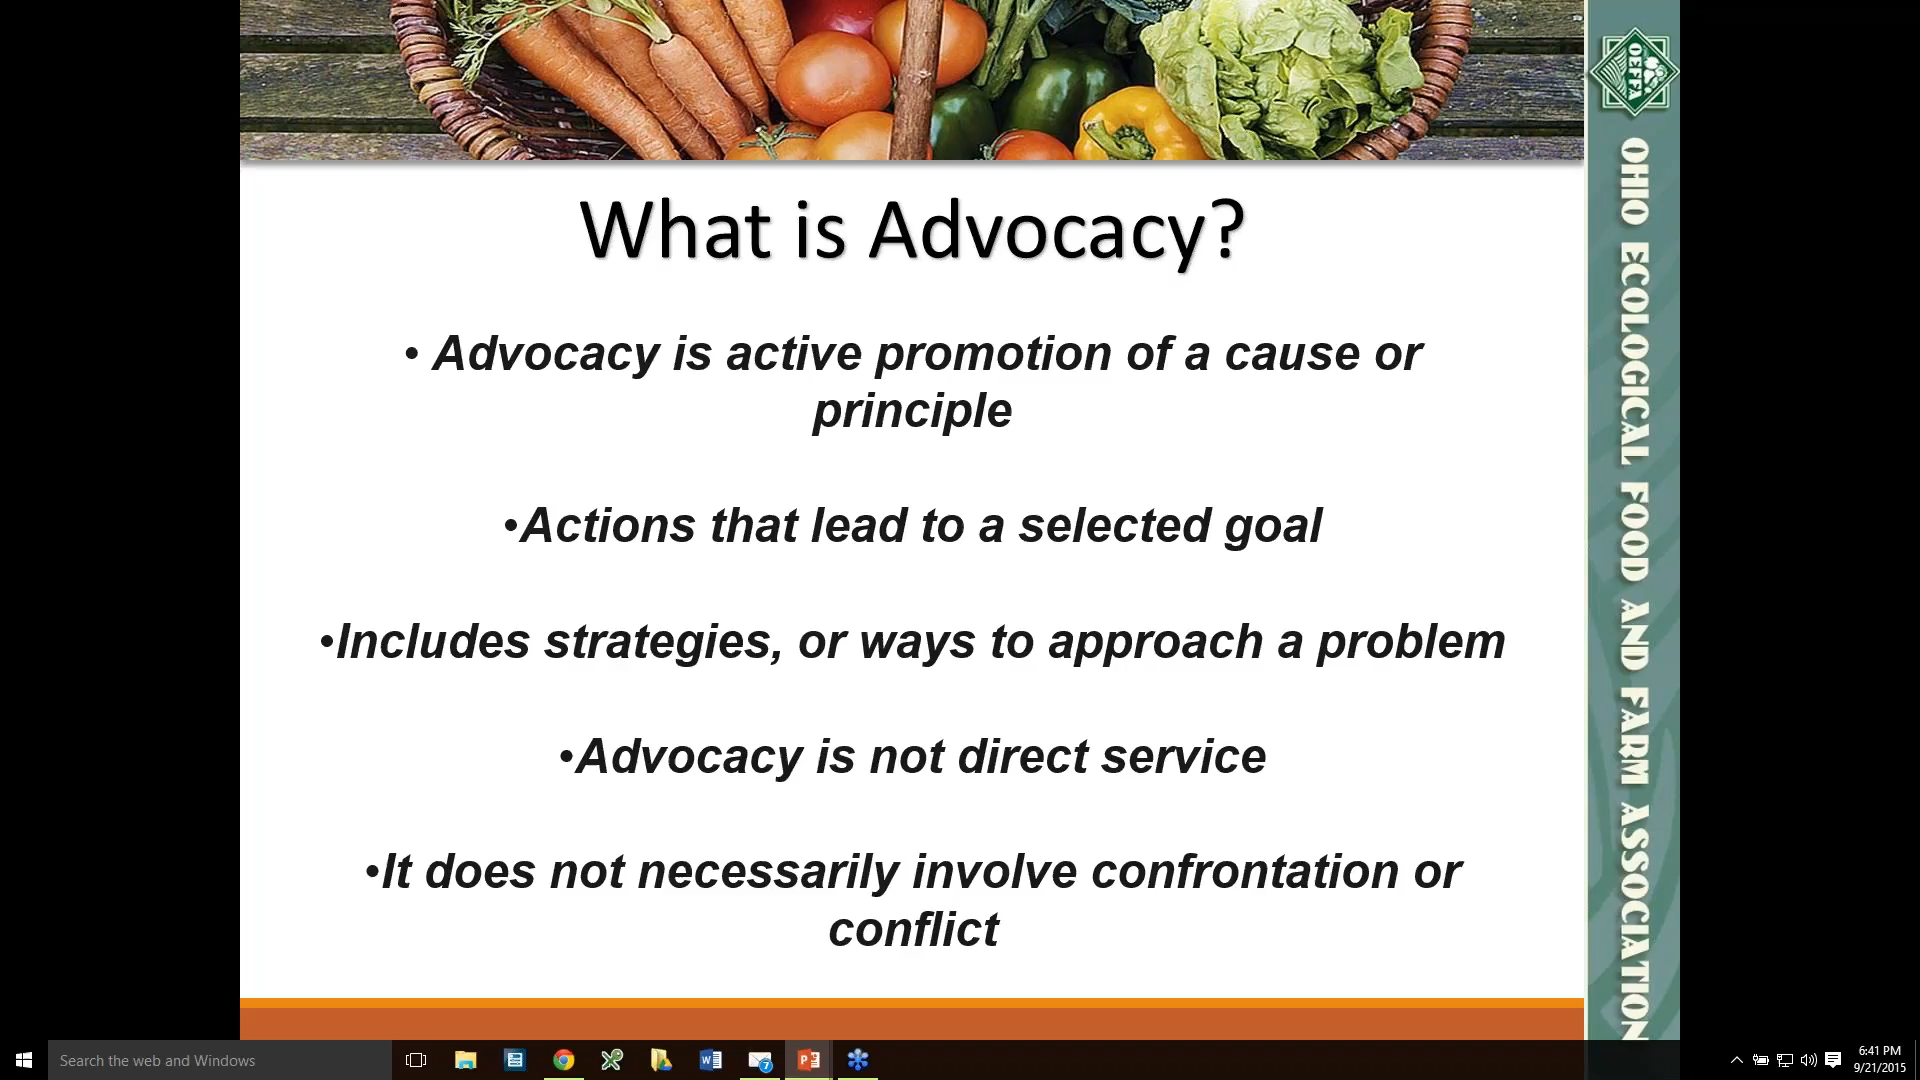 What is Advocacy?
• Advocacy is active promotion of a cause or
principle
•Actions that lead to a selected goal
•Includes strategies, or ways to approach a problem
•Advocacy is not direct service
•It does not necessarily involve confrontation or
conflict
OEFFA
OHIO ECOLOGICAL FOOD AND FARM ASSOCIATION
Search the web and Windows
7
6:41 PM
9/21/2015